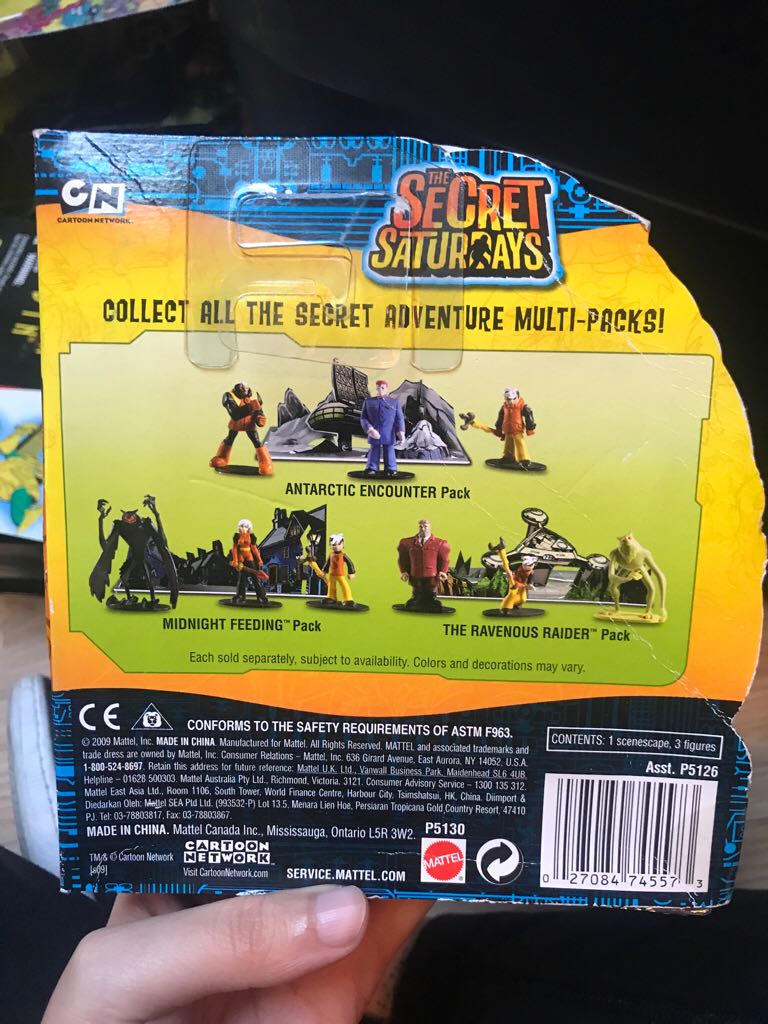 CN
CARTOON NETWORK
THE
SECRET
SATURDAYS
COLLECT ALL THE SECRET ADVENTURE MULTI-PACKS!
ANTARCTIC ENCOUNTER Pack
MIDNIGHT FEEDING™ Pack
THE RAVENOUS RAIDER™ Pack
Each sold separately, subject to availability. Colors and decorations may vary.
CE
CONFORMS TO THE SAFETY REQUIREMENTS OF ASTM F963.
© 2009 Mattel, Inc. MADE IN CHINA. Manufactured for Mattel. All Rights Reserved. MATTEL and associated trademarks and
trade dress are owned by Mattel, Inc. Consumer Relations – Mattel, Inc. 636 Girard Avenue, East Aurora, NY 14052, U.S.A.
1-800-524-8697. Retain this address for future reference: Mattel U.K. Ltd., Vanwall Business Park, Maidenhead SL6 4UB.
Helpline – 01628 500303. Mattel Australia Pty Ltd., Richmond, Victoria. 3121. Consumer Advisory Service – 1300 135 312.
Mattel East Asia Ltd., Room 1106, South Tower, World Finance Centre, Harbour City, Tsimshatsui, HK, China. Diimport &
Diedarkan Oleh: Mattel SEA Ptd Ltd. (993532-P) Lot 13.5, Menara Lien Hoe, Persiaran Tropicana Golf Country Resort, 47410
PJ. Tel: 03-78803817, Fax: 03-78803867.
MADE IN CHINA. Mattel Canada Inc., Mississauga, Ontario L5R 3W2.
P5130
TM/& © Cartoon Network
(s09)
CARTOON
NETWORK
Visit CartoonNetwork.com
SERVICE.MATTEL.COM
MATTEL
CONTENTS: 1 scenescape, 3 figures
Asst. P5126
0 27084 74557 3